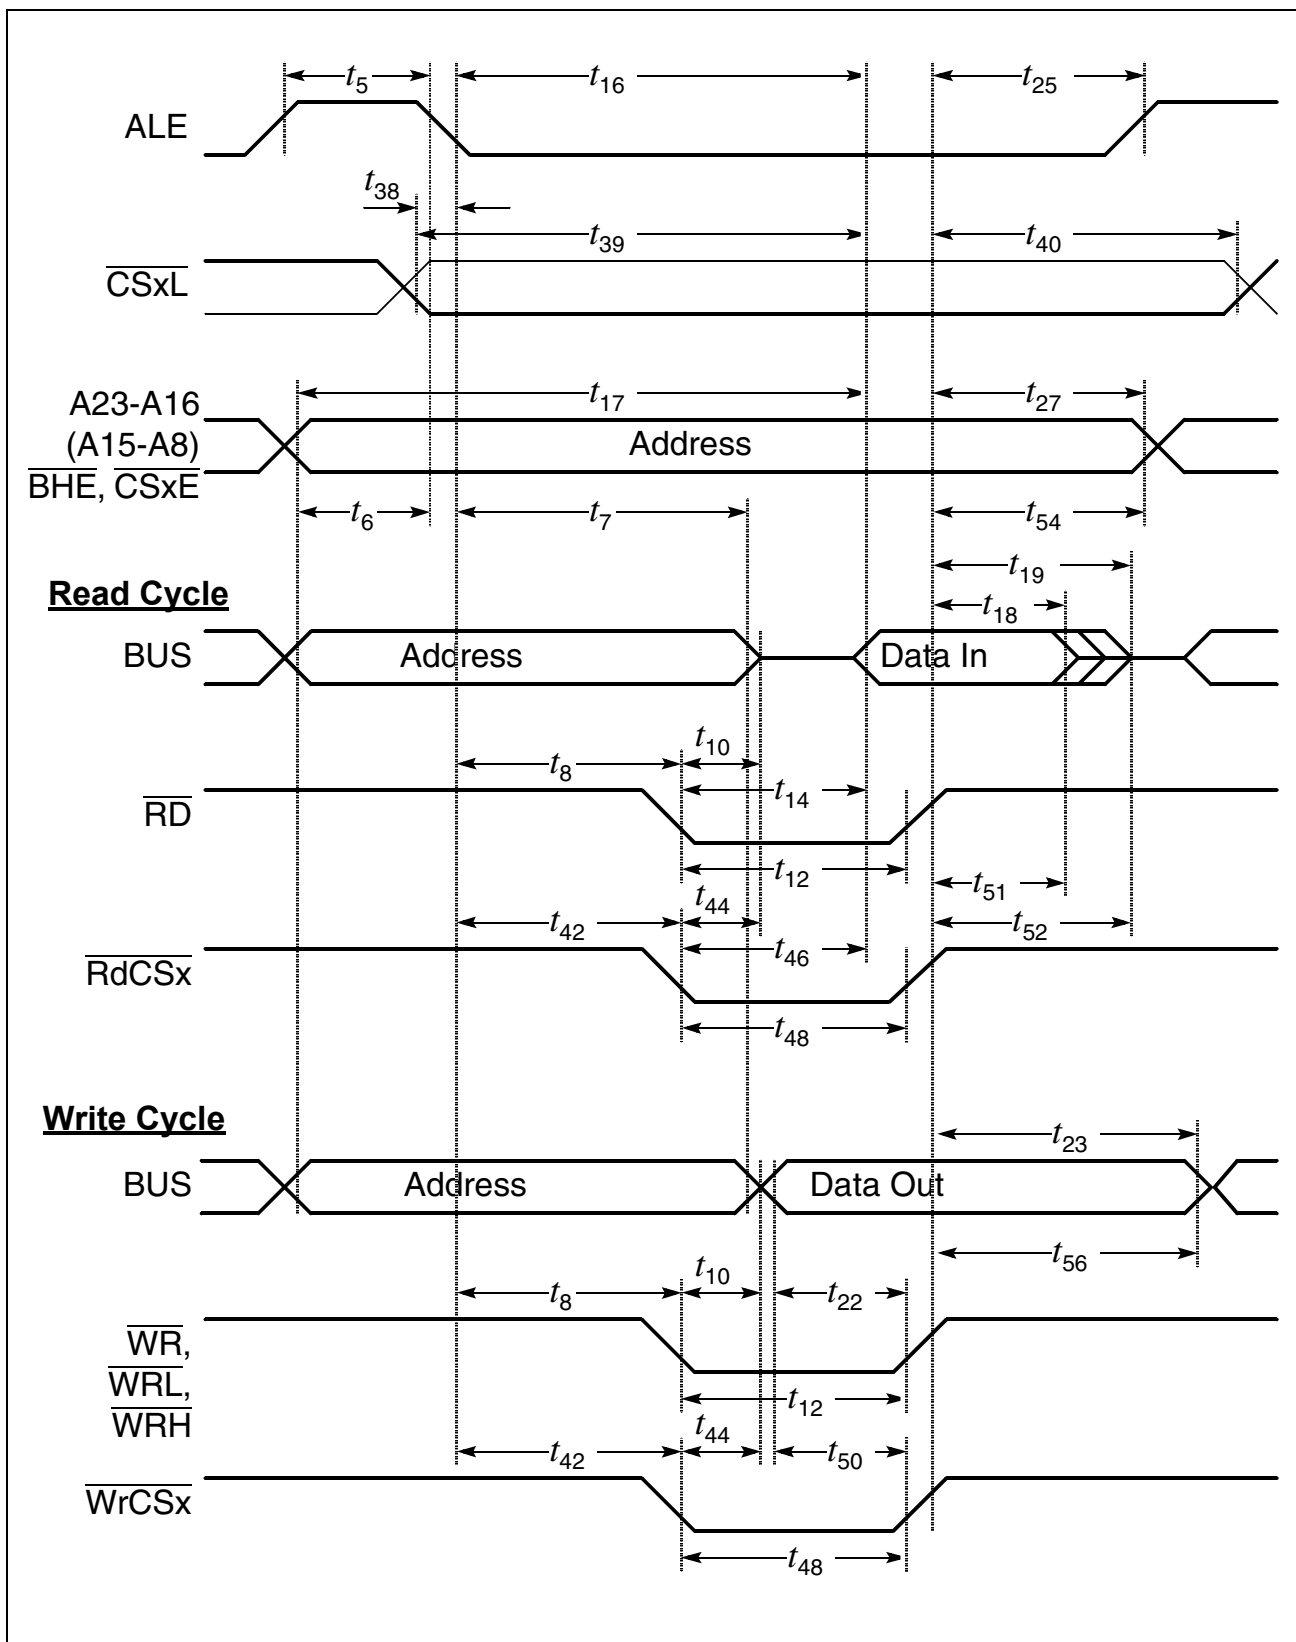 t5 t16 t25
ALE
t38
t39 t40
CSxL
A23-A16
(A15-A8)
BHE, CSxE
t17 t27
Address
t6 t7 t54
t19
Read Cycle
t18
BUS Address Data In
t10
t8
t14
RD
t12
t51
t44
t42
t52
t46
RdCSx
t48
Write Cycle
t23
BUS Address Data Out
t56
t10
t8 t22
WR,
WRL,
WRH
t12
t44
t42 t50
WrCSx
t48